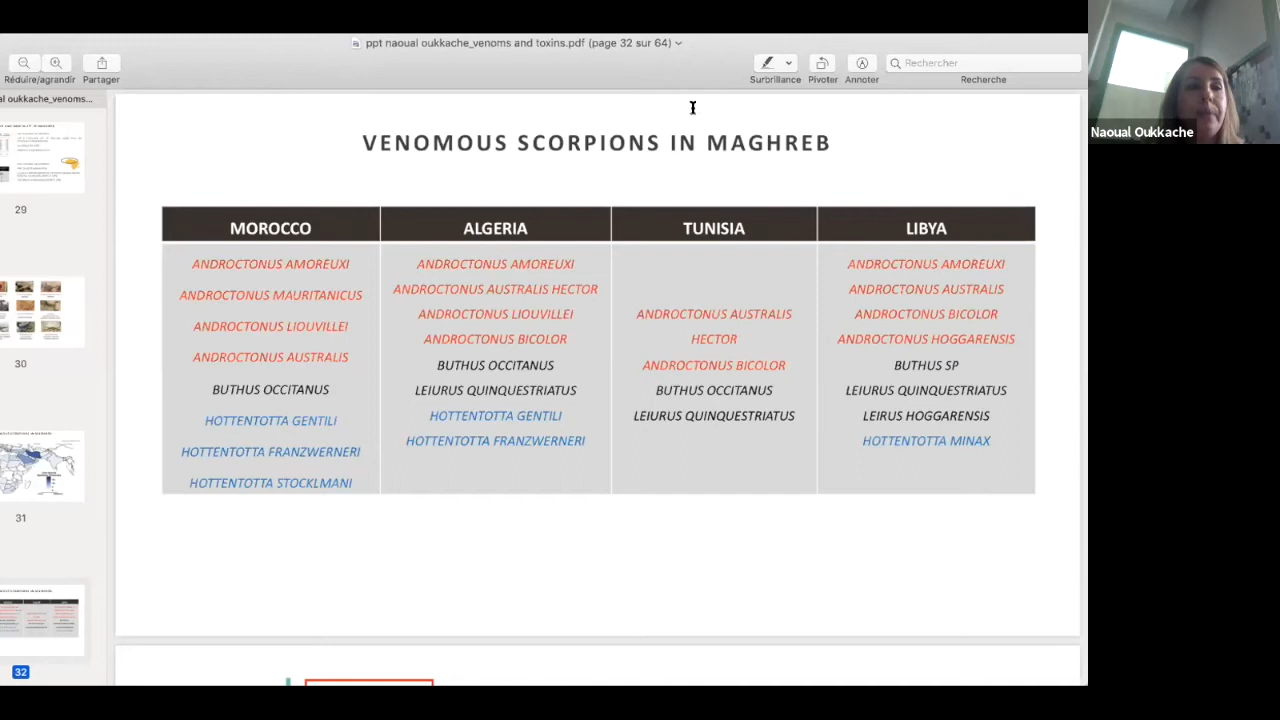 ppt naoual oukkache_venoms and toxins.pdf (page 32 sur 64)
Réduire/agrandir
Partager
Surbrillance
Pivoter
Annoter
Rechercher
Recherche
al oukkache_venoms...
Naoual Oukkache
29
30
31
32
VENOMOUS SCORPIONS IN MAGHREB
MOROCCO
ANDROCTONUS AMOREUXI
ANDROCTONUS MAURITANICUS
ANDROCTONUS LIOUVILLEI
ANDROCTONUS AUSTRALIS
BUTHUS OCCITANUS
HOTTENTOTTA GENTILI
HOTTENTOTTA FRANZWERNERI
HOTTENTOTTA STOCKLMANI
ALGERIA
ANDROCTONUS AMOREUXI
ANDROCTONUS AUSTRALIS HECTOR
ANDROCTONUS LIOUVILLEI
ANDROCTONUS BICOLOR
BUTHUS OCCITANUS
LEIURUS QUINQUESTRIATUS
HOTTENTOTTA GENTILI
HOTTENTOTTA FRANZWERNERI
TUNISIA
ANDROCTONUS AUSTRALIS
HECTOR
ANDROCTONUS BICOLOR
BUTHUS OCCITANUS
LEIURUS QUINQUESTRIATUS
LIBYA
ANDROCTONUS AMOREUXI
ANDROCTONUS AUSTRALIS
ANDROCTONUS BICOLOR
ANDROCTONUS HOGGARENSIS
BUTHUS SP
LEIURUS QUINQUESTRIATUS
LEIRUS HOGGARENSIS
HOTTENTOTTA MINAX